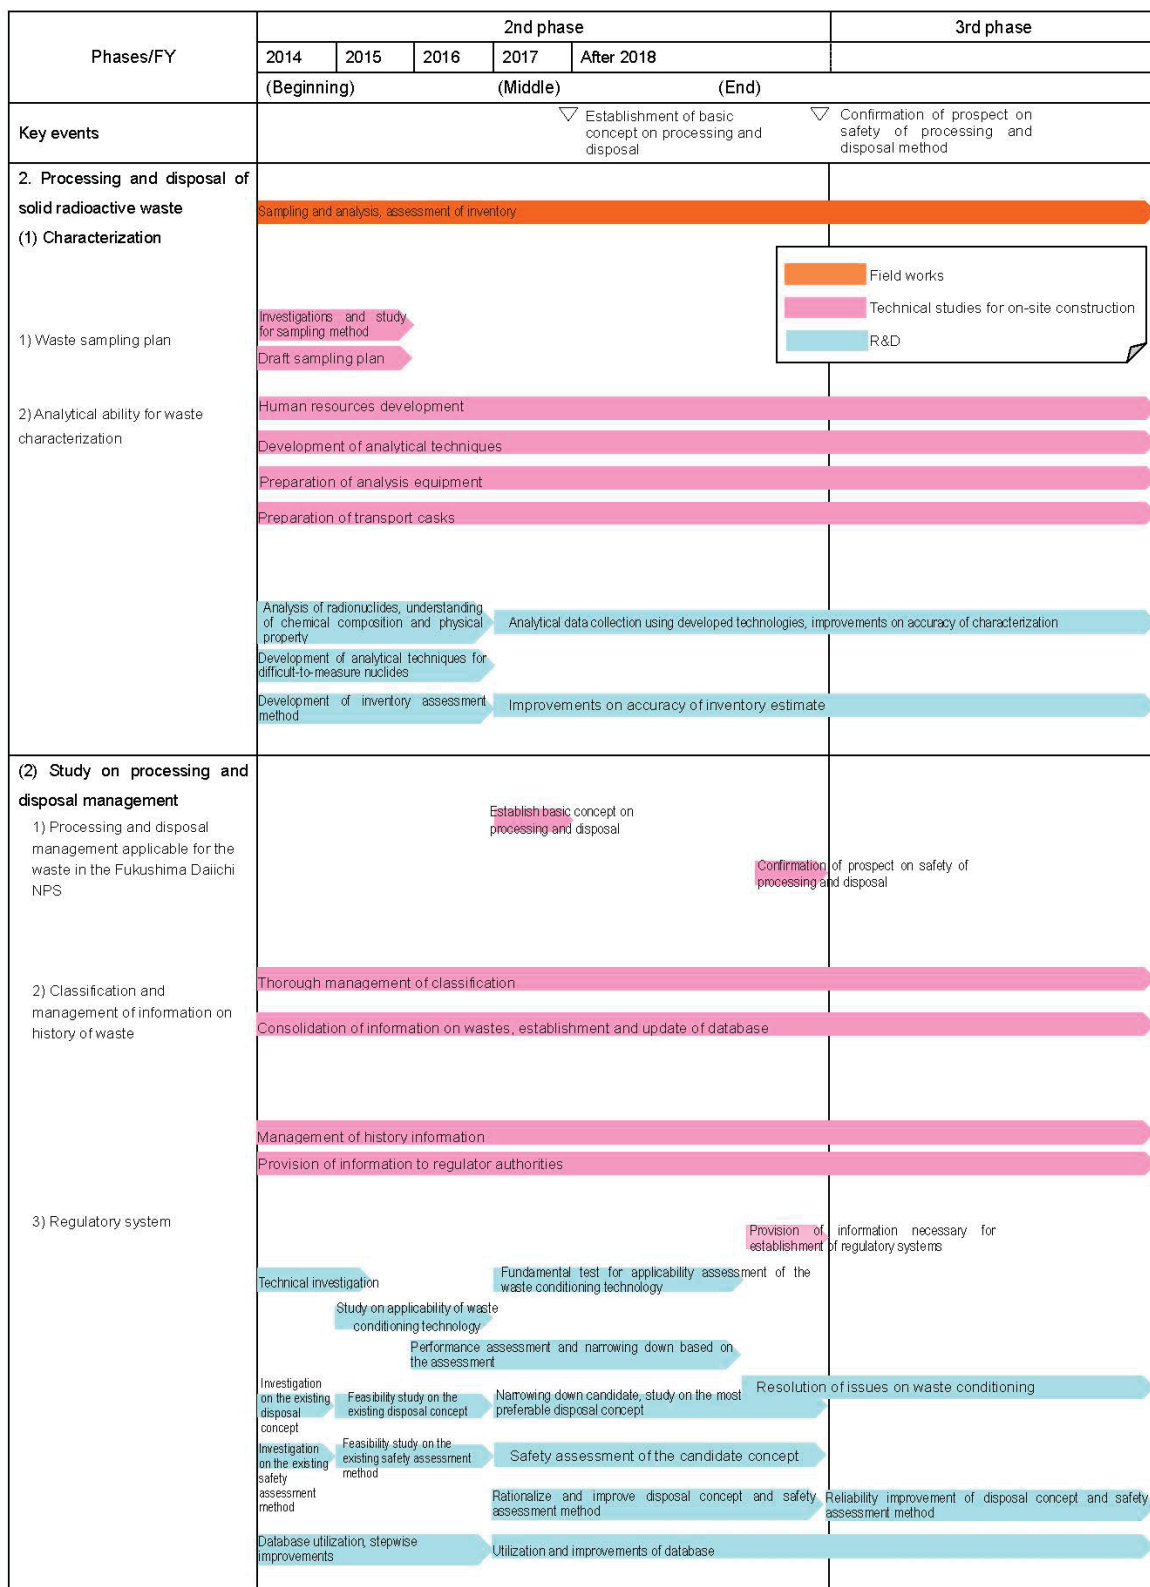 Phases/FY
2nd phase
3rd phase
2014
2015
2016
2017
After 2018
(Beginning)
(Middle)
(End)
Key events
Establishment of basic
concept on processing and
disposal
Confirmation of prospect on
safety of processing and
disposal method
2. Processing and disposal of
solid radioactive waste
(1) Characterization
Sampling and analysis, assessment of inventory
Field works
Technical studies for on-site construction
R&D
1) Waste sampling plan
Investigations and study
for sampling method
Draft sampling plan
2) Analytical ability for waste
characterization
Human resources development
Development of analytical techniques
Preparation of analysis equipment
Preparation of transport casks
Analysis of radionuclides, understanding
of chemical composition and physical
property
Analytical data collection using developed technologies, improvements on accuracy of characterization
Development of analytical techniques for
difficult-to-measure nuclides
Development of inventory assessment
method
Improvements on accuracy of inventory estimate
(2) Study on processing and
disposal management
1) Processing and disposal
management applicable for the
waste in the Fukushima Daiichi
NPS
Establish basic concept on
processing and disposal
Confirmation of prospect on safety of
processing and disposal
2) Classification and
management of information on
history of waste
Thorough management of classification
Consolidation of information on wastes, establishment and update of database
Management of history information
Provision of information to regulator authorities
3) Regulatory system
Provision of information necessary for
establishment of regulatory systems
Technical investigation
Fundamental test for applicability assessment of the
waste conditioning technology
Study on applicability of waste
conditioning technology
Performance assessment and narrowing down based on
the assessment
Resolution of issues on waste conditioning
Investigation
on the existing
disposal
concept
Feasibility study on the
existing disposal concept
Narrowing down candidate, study on the most
preferable disposal concept
Investigation
on the existing
safety
assessment
method
Feasibility study on the
existing safety assessment
method
Safety assessment of the candidate concept
Rationalize and improve disposal concept and safety
assessment method
Reliability improvement of disposal concept and safety
assessment method
Database utilization, stepwise
improvements
Utilization and improvements of database